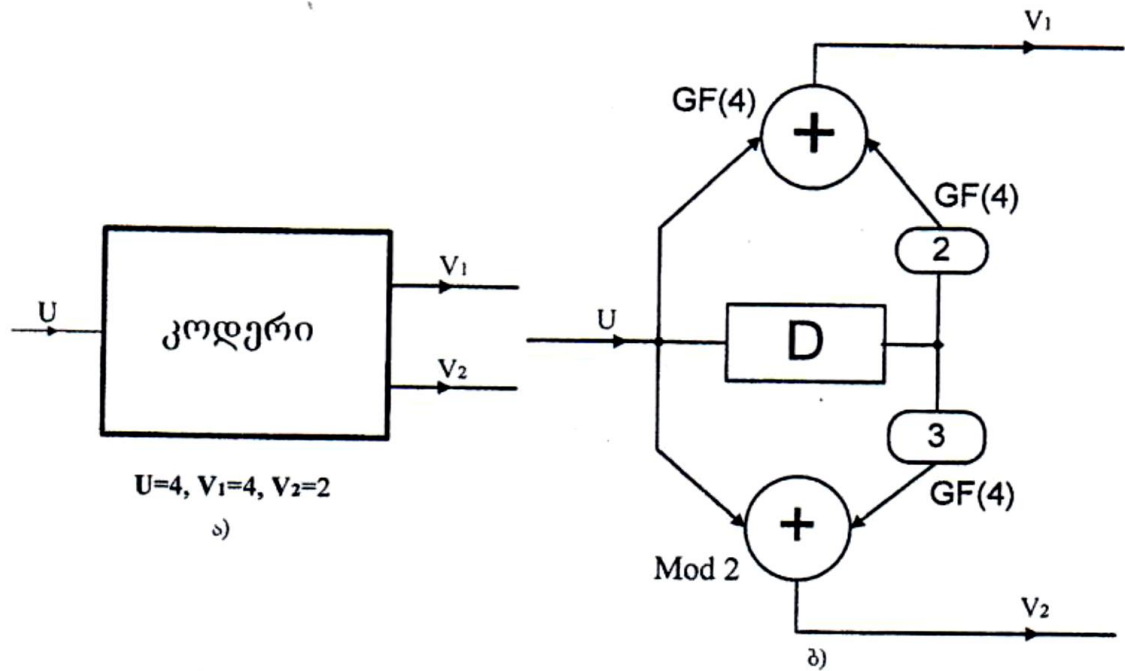 U
კოდერი
V₁
V₂
U=4, V₁=4, V₂=2
ა)
V₁
GF(4)
+
GF(4)
2
U
D
3
GF(4)
+
Mod 2
V₂
ბ)